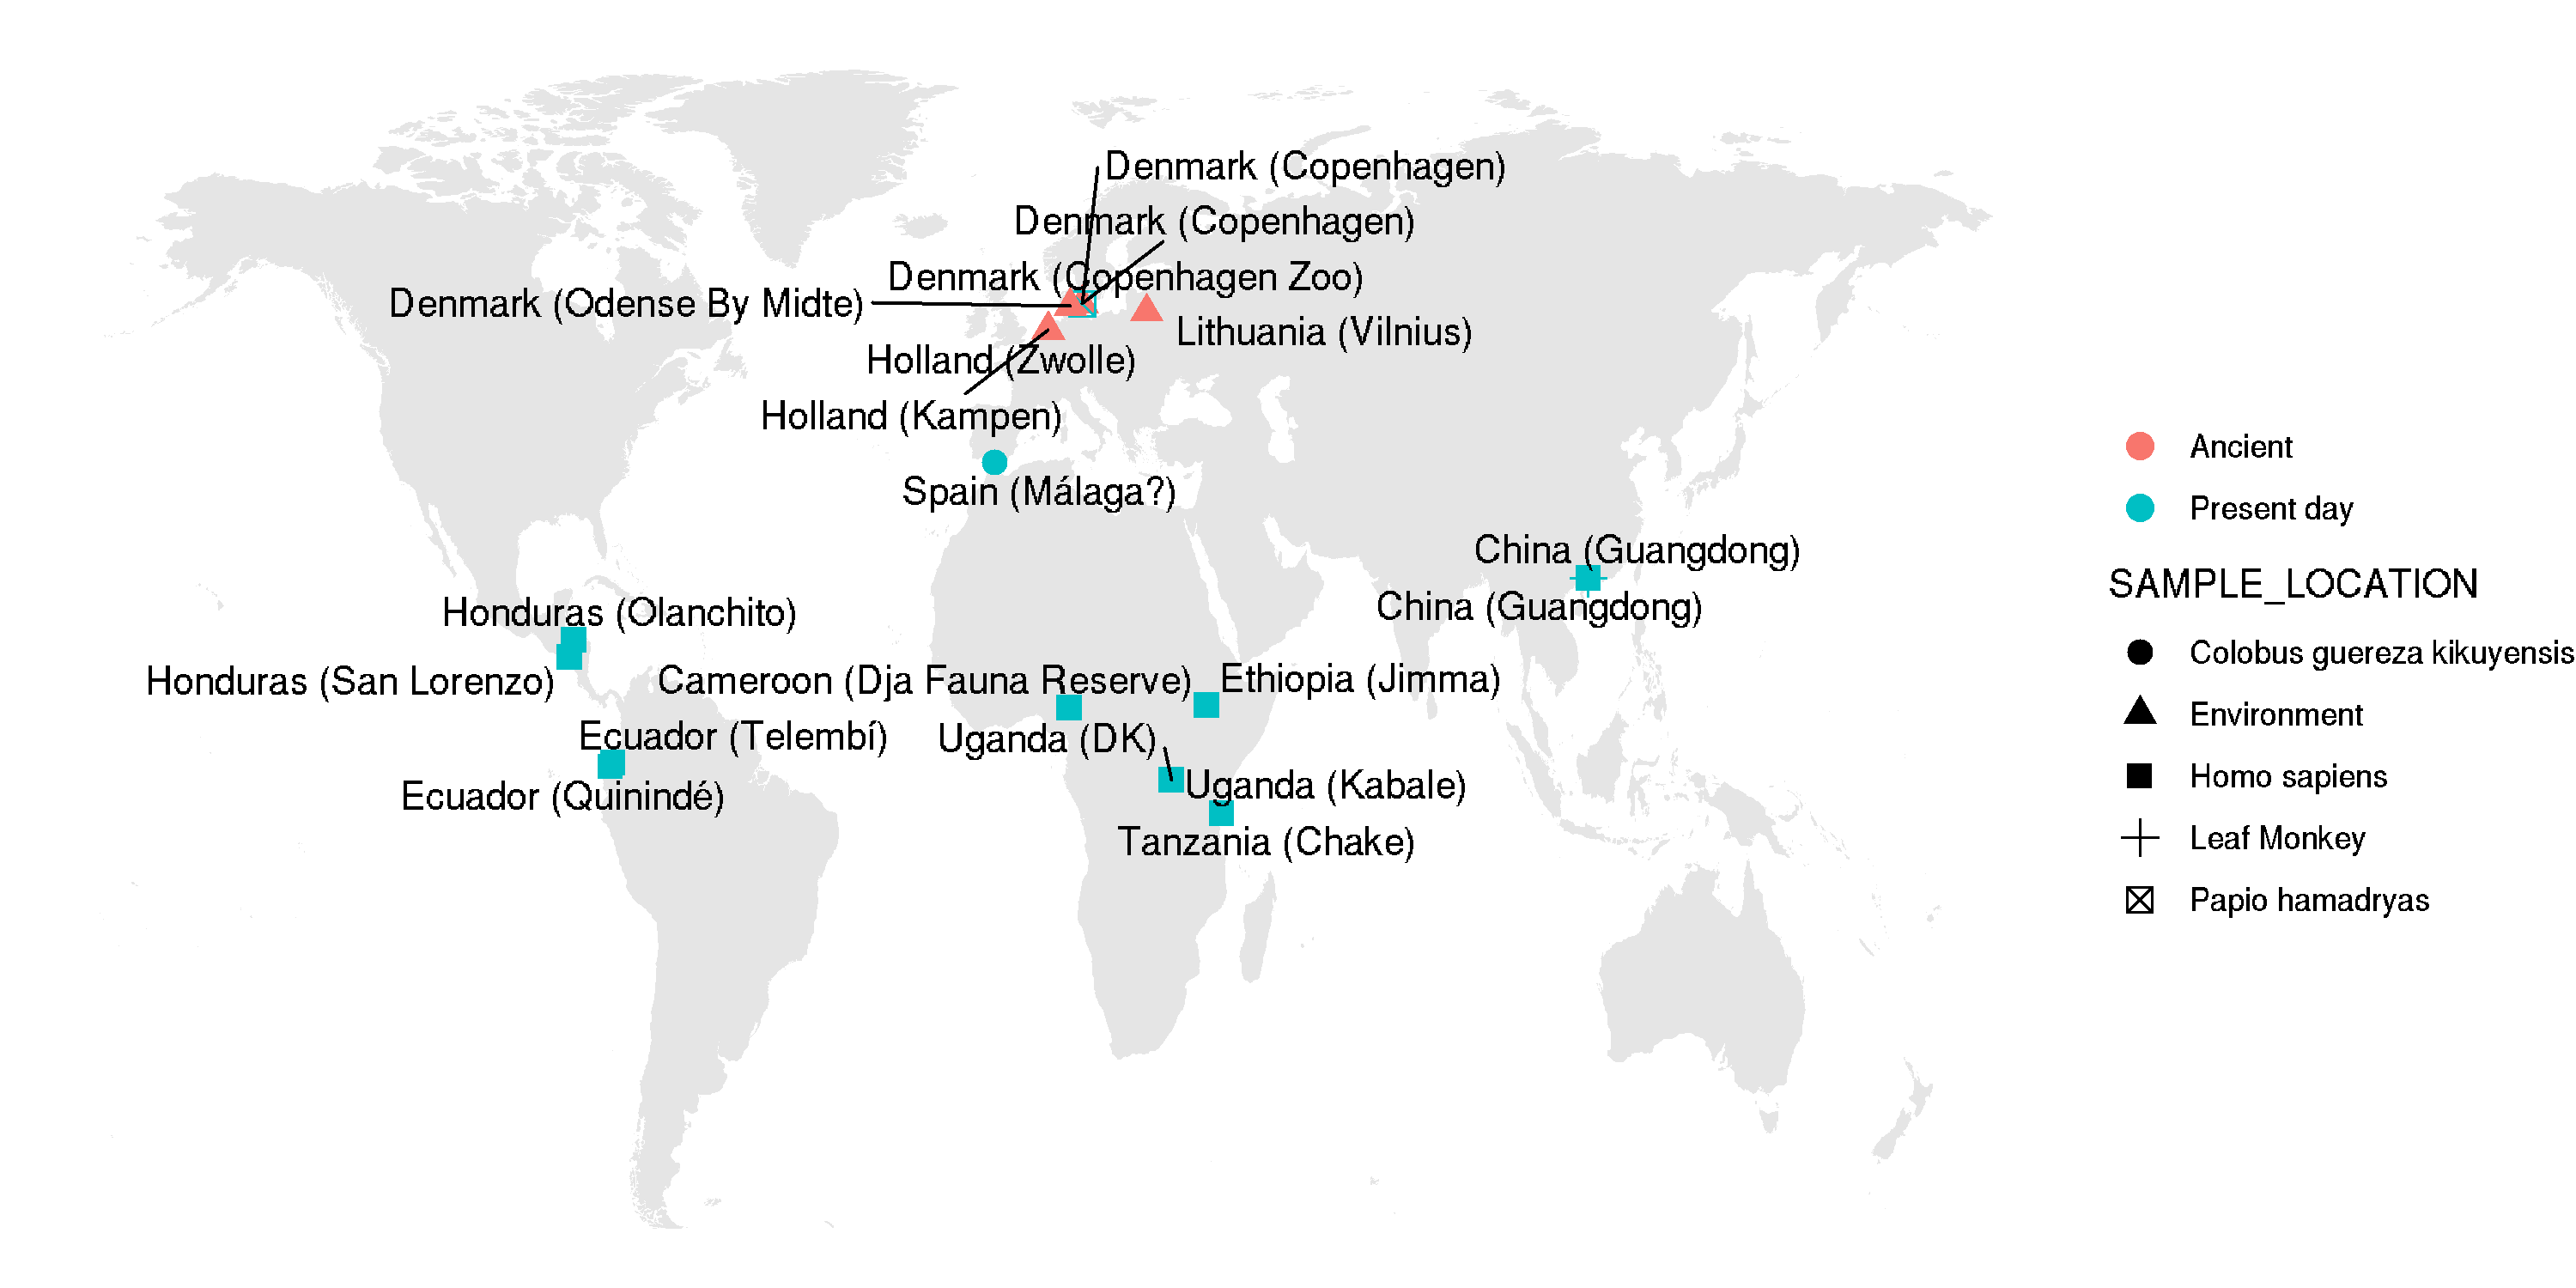 Denmark (Copenhagen)
Denmark (Copenhagen)
Denmark (Copenhagen Zoo)
Denmark (Odense By Midte)
Lithuania (Vilnius)
Holland (Zwolle)
Holland (Kampen)
Spain (Málaga?)
China (Guangdong)
China (Guangdong)
Honduras (Olanchito)
Honduras (San Lorenzo)
Cameroon (Dja Fauna Reserve)
Ethiopia (Jimma)
Ecuador (Telembí)
Uganda (DK)
Ecuador (Quinindé)
Uganda (Kabale)
Tanzania (Chake)
Ancient
Present day
SAMPLE_LOCATION
Colobus guereza kikuyensis
Environment
Homo sapiens
Leaf Monkey
Papio hamadryas